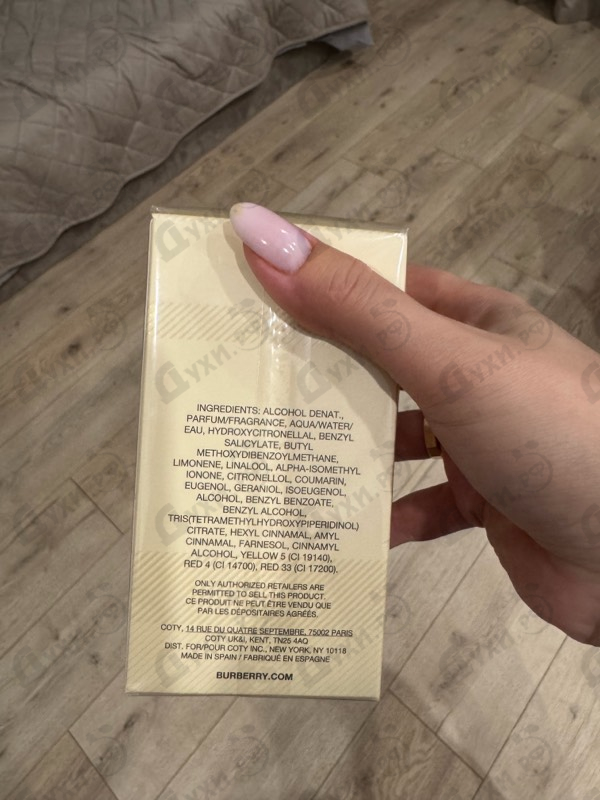 INGREDIENTS: ALCOHOL DENAT.,
PARFUM/FRAGRANCE, AQUA/WATER/
EAU, HYDROXYCITRONELLAL, BENZYL
SALICYLATE, BUTYL
METHOXYDIBENZOYLMETHANE,
LIMONENE, LINALOOL, ALPHA-ISOMETHYL
IONONE, CITRONELLOL, COUMARIN,
EUGENOL, GERANIOL, ISOEUGENOL,
ALCOHOL, BENZYL BENZOATE,
BENZYL ALCOHOL,
TRIS(TETRAMETHYLHYDROXYPIPERIDINOL)
CITRATE, HEXYL CINNAMAL, AMYL
CINNAMAL, FARNESOL, CINNAMYL
ALCOHOL, YELLOW 5 (CI 19140),
RED 4 (CI 14700), RED 33 (CI 17200).
ONLY AUTHORIZED RETAILERS ARE
PERMITTED TO SELL THIS PRODUCT.
CE PRODUIT NE PEUT ÊTRE VENDU QUE
PAR LES DÉPOSITAIRES AGRÉÉS.
COTY, 14 RUE DU QUATRE SEPTEMBRE, 75002 PARIS
COTY UK&I, KENT, TN25 4AQ
DIST. FOR/POUR COTY INC., NEW YORK, NY 10118
MADE IN SPAIN / FABRIQUÉ EN ESPAGNE
BURBERRY.COM
Духи.рф